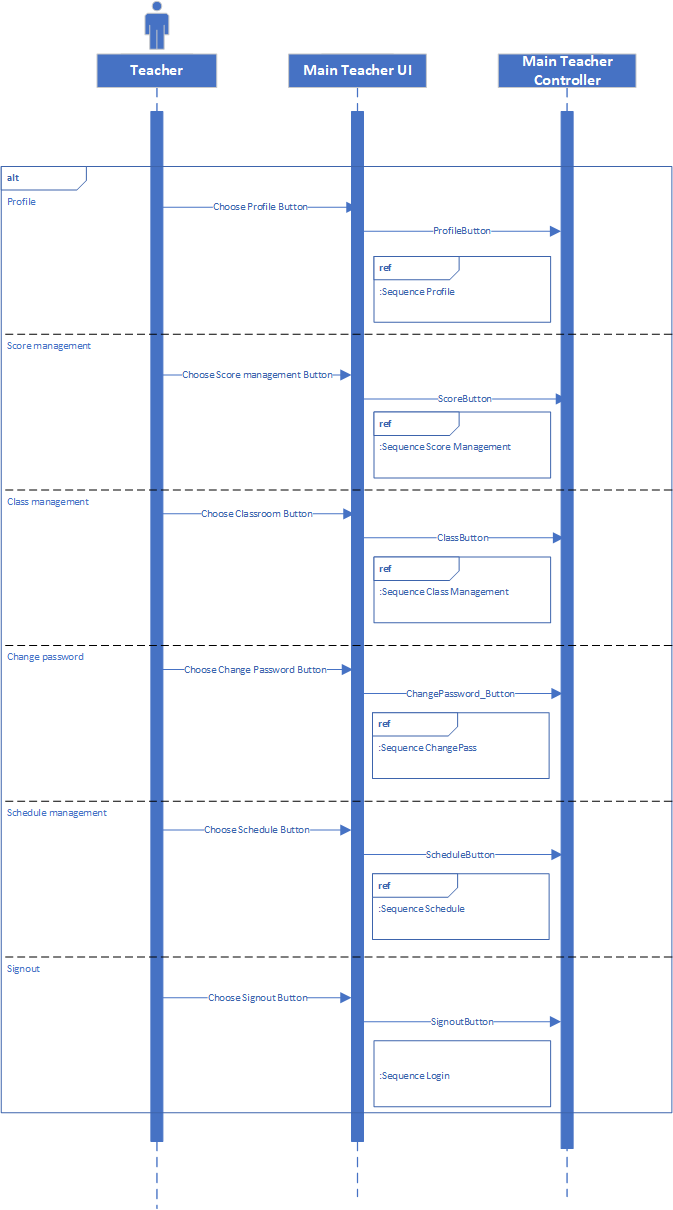 Teacher
Main Teacher UI
Main Teacher
Controller
alt
Profile
Choose Profile Button
ProfileButton
ref
:Sequence Profile
Score management
Choose Score management Button
ScoreButton
ref
:Sequence Score Management
Class management
Choose Classroom Button
ClassButton
ref
:Sequence Class Management
Change password
Choose Change Password Button
ChangePassword_Button
ref
:Sequence ChangePass
Schedule management
Choose Schedule Button
ScheduleButton
ref
:Sequence Schedule
Signout
Choose Signout Button
SignoutButton
:Sequence Login